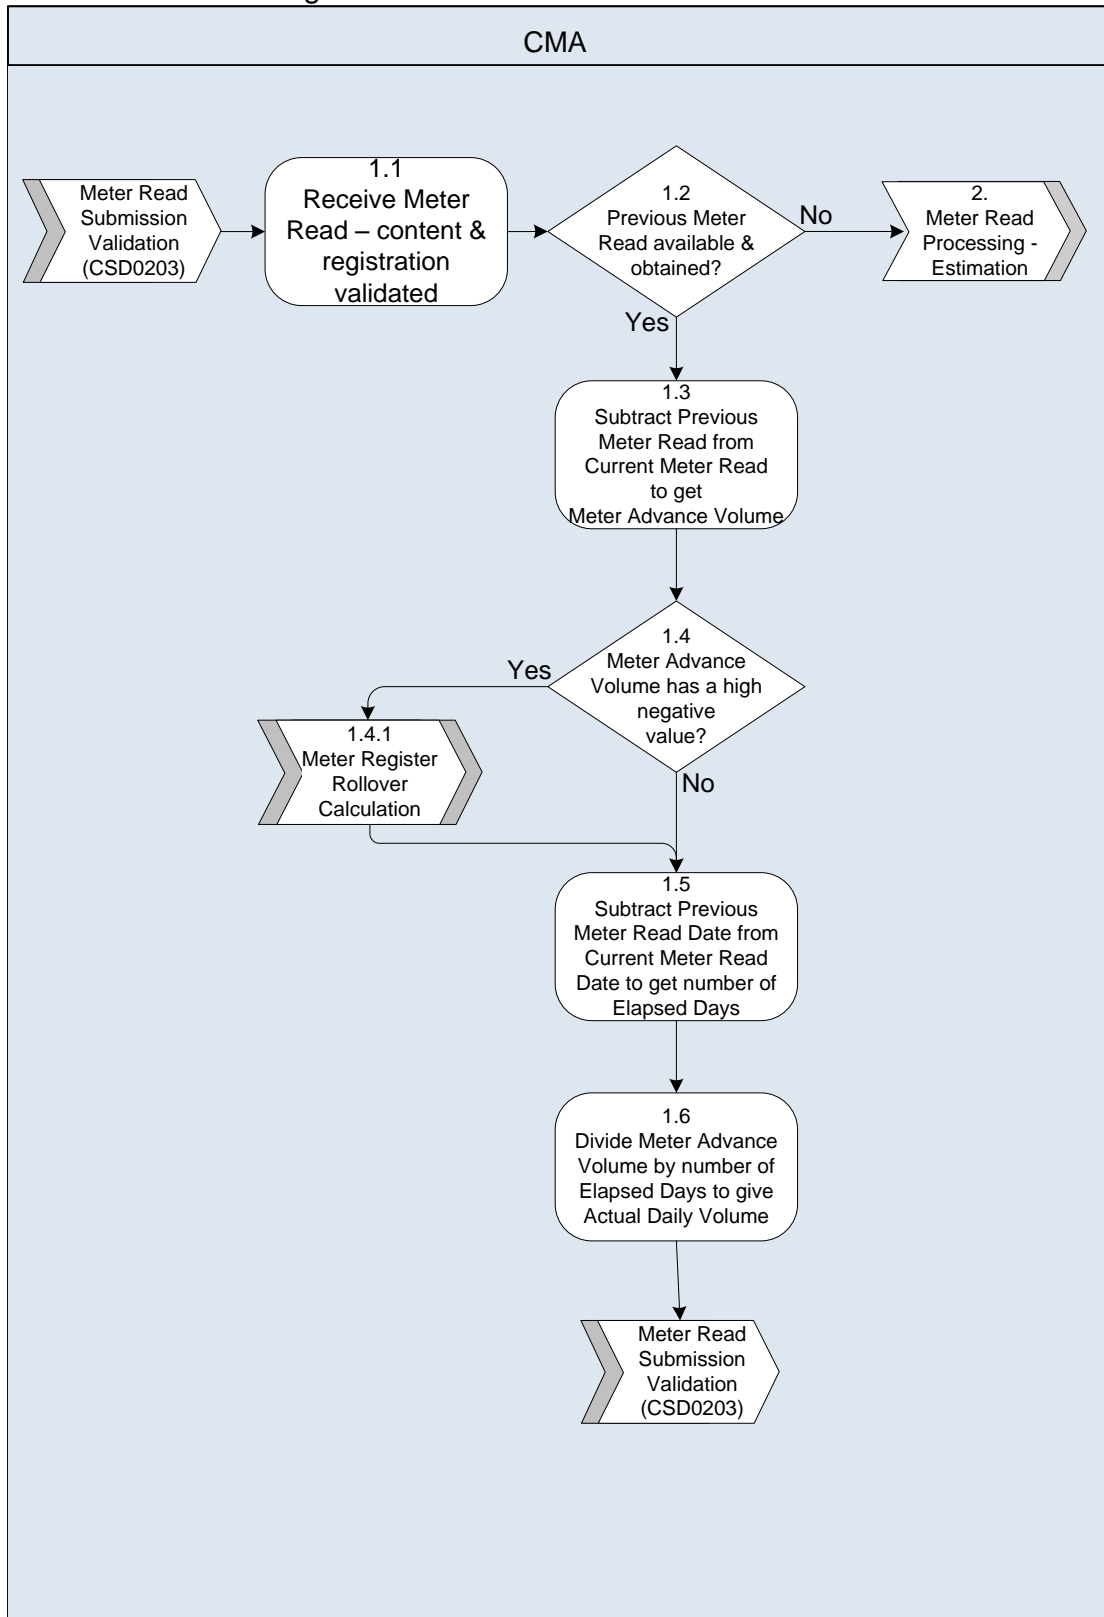 CMA
Meter Read
Submission
Validation
(CSD0203)
1.1
Receive Meter
Read – content &
registration
validated
1.2
Previous Meter
Read available &
obtained?
No
2.
Meter Read
Processing -
Estimation
Yes
1.3
Subtract Previous
Meter Read from
Current Meter Read
to get
Meter Advance Volume
1.4
Meter Advance
Volume has a high
negative
value?
Yes
1.4.1
Meter Register
Rollover
Calculation
No
1.5
Subtract Previous
Meter Read Date from
Current Meter Read
Date to get number of
Elapsed Days
1.6
Divide Meter Advance
Volume by number of
Elapsed Days to give
Actual Daily Volume
Meter Read
Submission
Validation
(CSD0203)